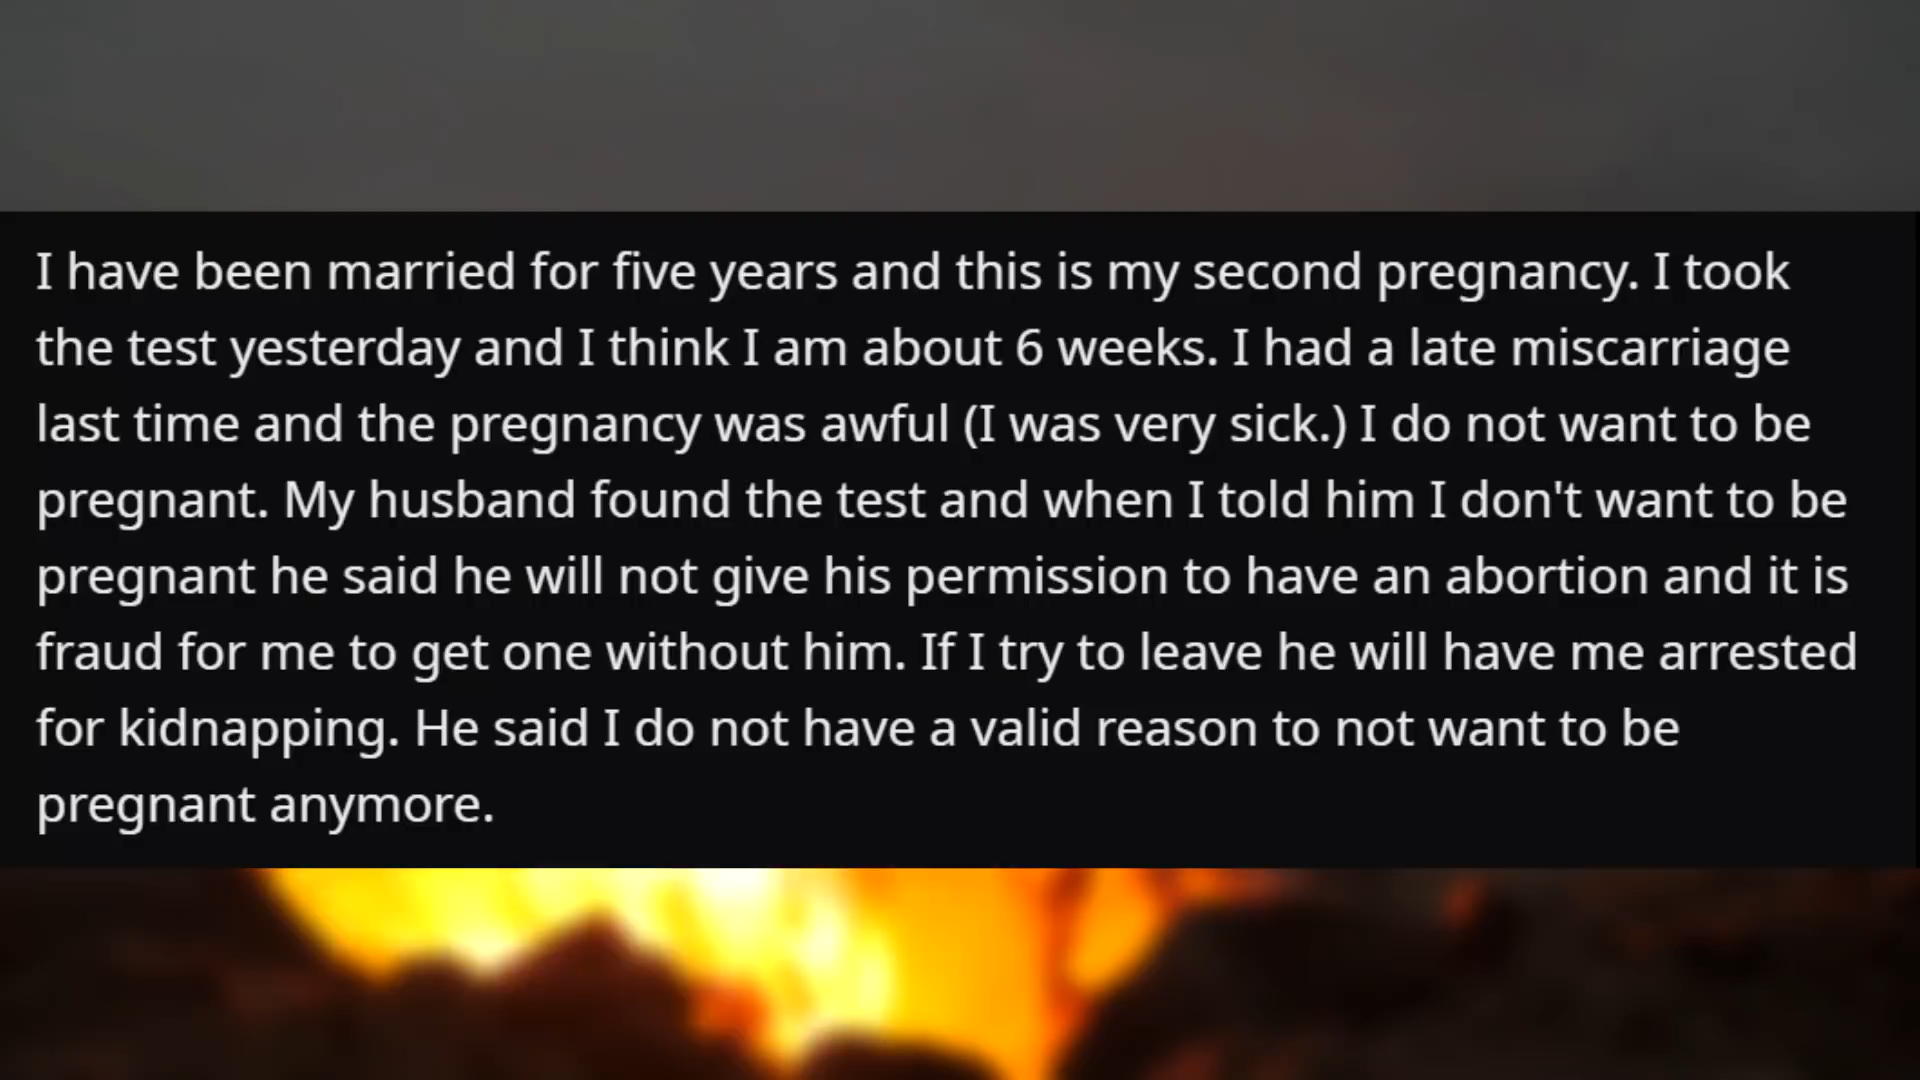 I have been married for five years and this is my second pregnancy. I took
the test yesterday and I think I am about 6 weeks. I had a late miscarriage
last time and the pregnancy was awful (I was very sick.) I do not want to be
pregnant. My husband found the test and when I told him I don't want to be
pregnant he said he will not give his permission to have an abortion and it is
fraud for me to get one without him. If I try to leave he will have me arrested
for kidnapping. He said I do not have a valid reason to not want to be
pregnant anymore.